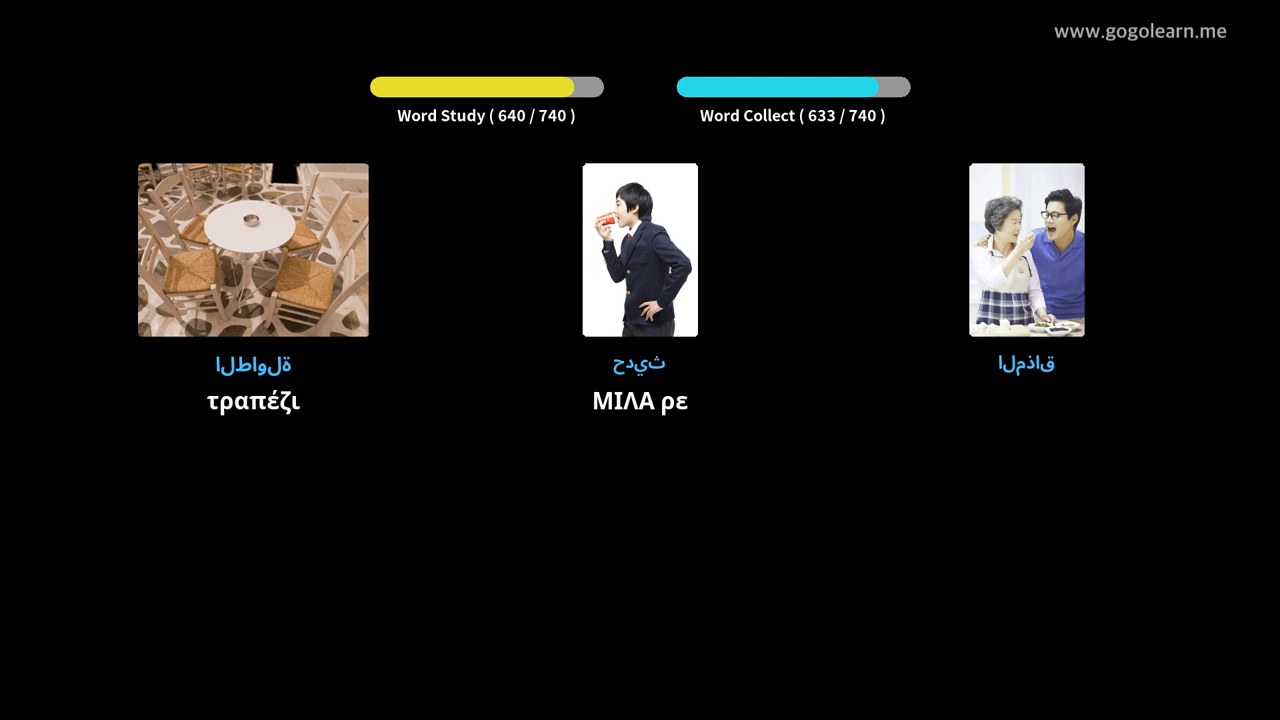 www.gogolearn.me
Word Study ( 640 / 740 )
Word Collect ( 633 / 740 )
الطاولة
حديث
المذاق
τραπέζι
ΜΙΛΑ ρε